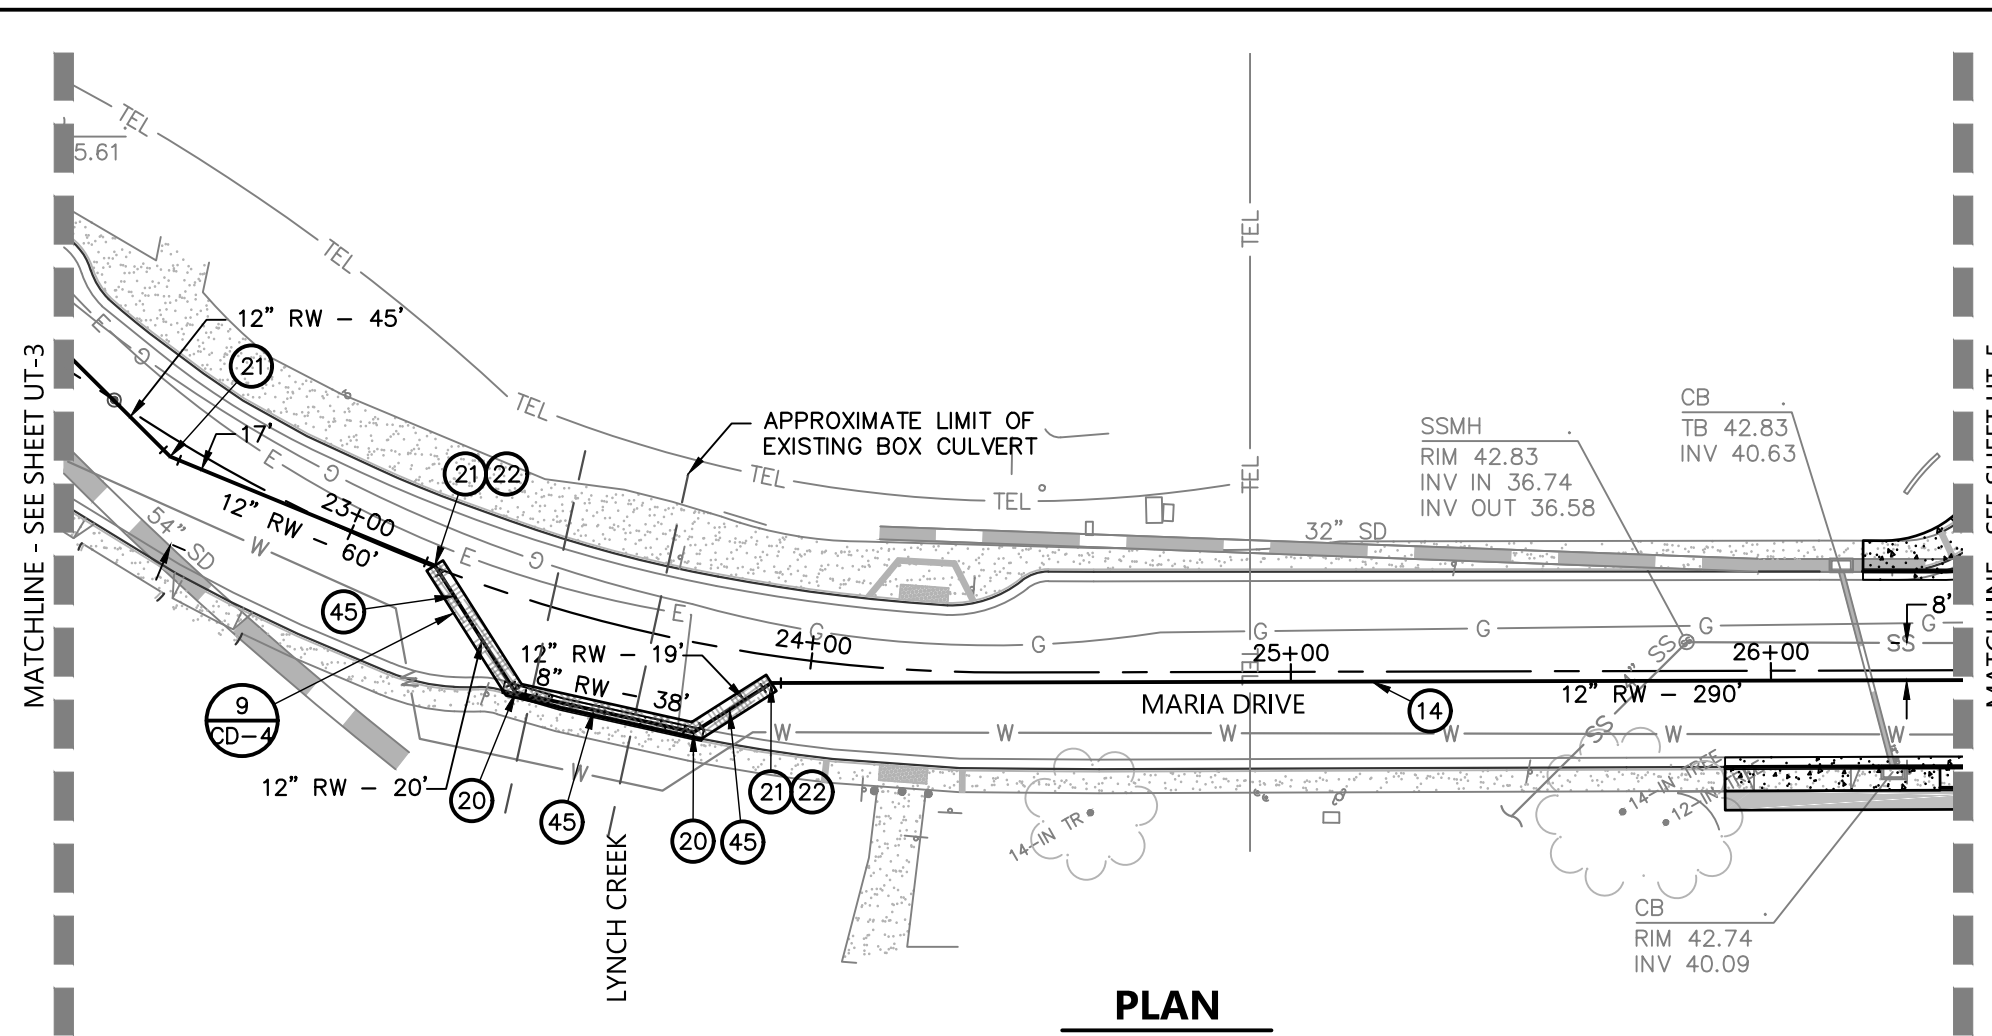 TEL
5.61
TEL
TEL
12” RW – 45’
21
E
G
MATCHLINE - SEE SHEET UT-3
17’
E
G
TEL
APPROXIMATE LIMIT OF
EXISTING BOX CULVERT
21
22
TEL
TEL
TEL
TEL
TEL
CB
TB 42.83
INV 40.63
SSMH
RIM 42.83
INV IN 36.74
INV OUT 36.58
54” SD
W
23+00
12” RW – 60’
E
G
32” SD
45
E
G
G
G
G
G
G
8’
SS
SS
12” RW – 19’
24+00
25+00
26+00
8” RW – 38’
9
CD-4
W
MARIA DRIVE
14
12” RW – 290’
SS
W
W
W
W
W
W
W
12” RW – 20’
20
45
20
45
21
22
14-IN TREE
14-IN TR
LYNCH CREEK
CB
RIM 42.74
INV 40.09
PLAN